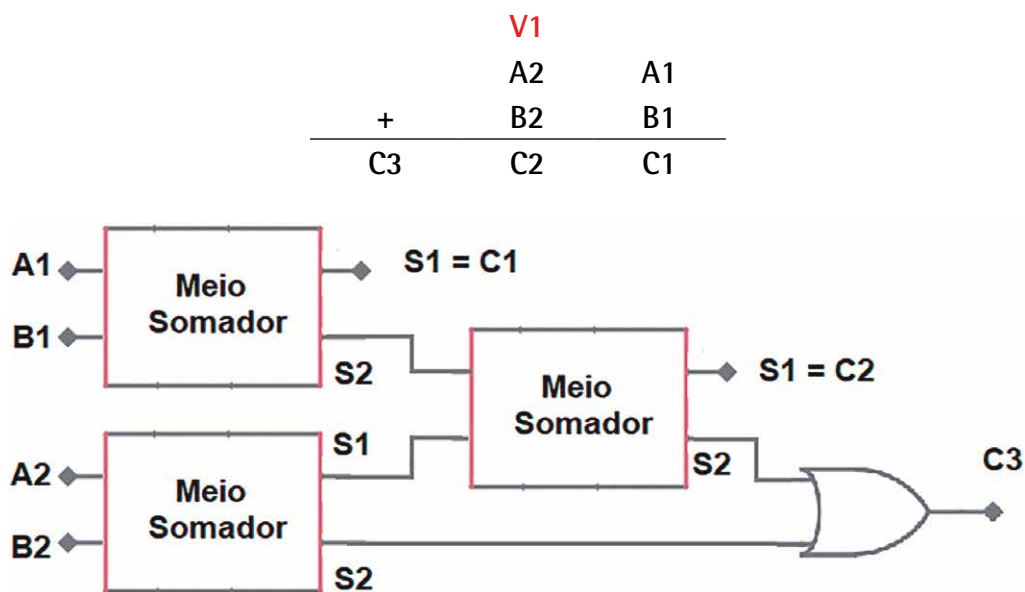 V1
A2 A1
+ B2 B1
C3 C2 C1
A1
B1
Meio
Somador
S1 = C1
S2
A2
B2
Meio
Somador
S1
S2
Meio
Somador
S1 = C2
S2
C3